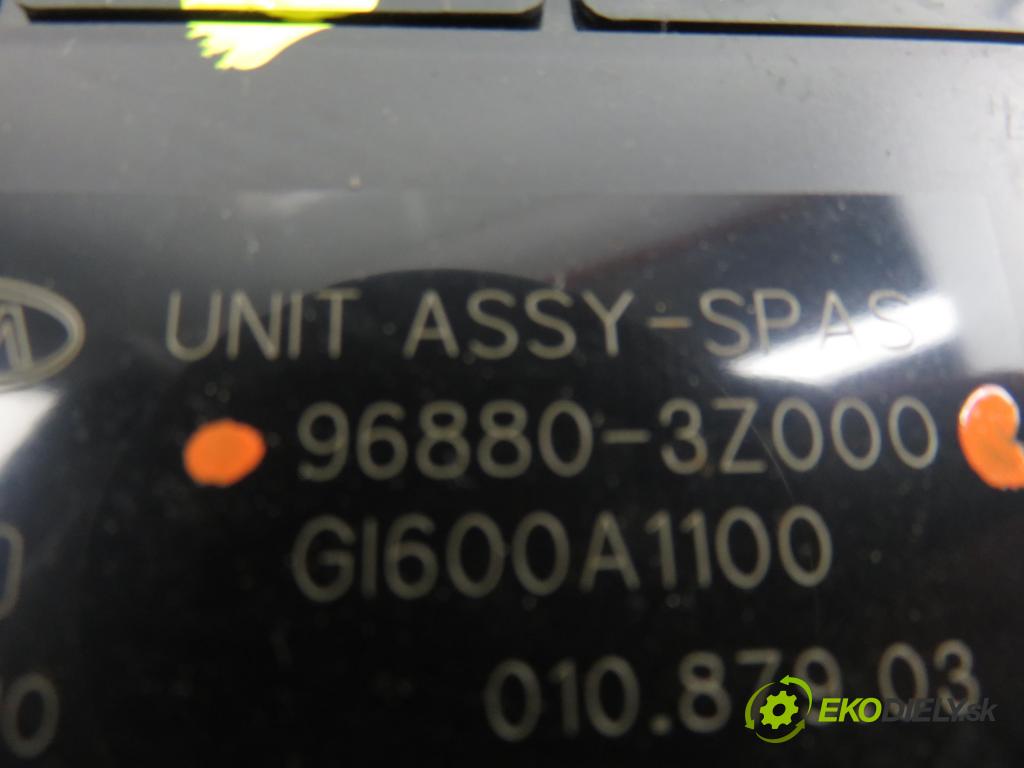 UNIT ASSY-SPAS
96880-3Z000
GI600A1100
010.879.03
EKODIELY.sk